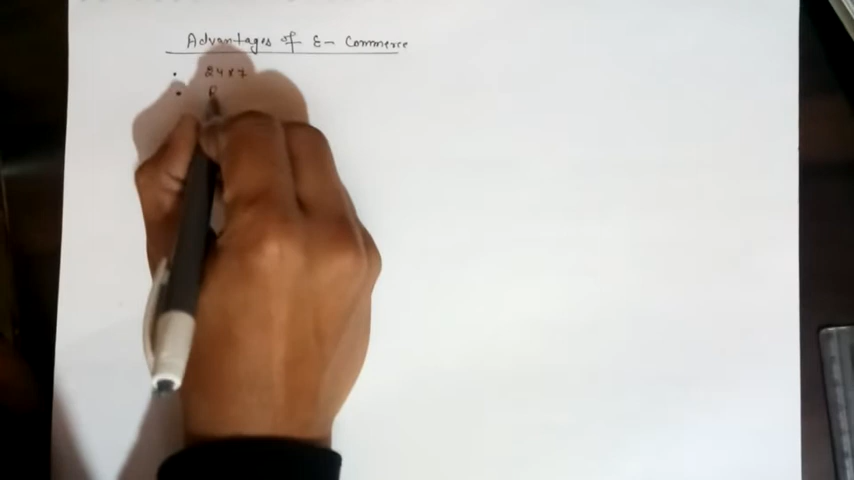 Advantages of E- Commerce
• 24x7
•